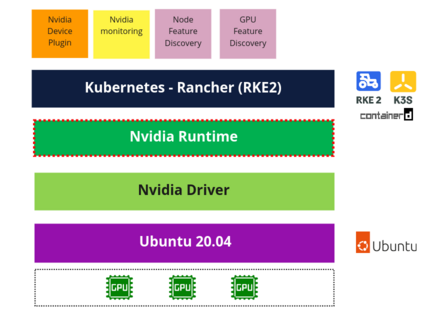 Nvidia
Device
Plugin
Nvidia
monitoring
Node
Feature
Discovery
GPU
Feature
Discovery
Kubernetes - Rancher (RKE2)
RKE 2 K3S
containerd
Nvidia Runtime
Nvidia Driver
Ubuntu 20.04
Ubuntu
GPU GPU GPU